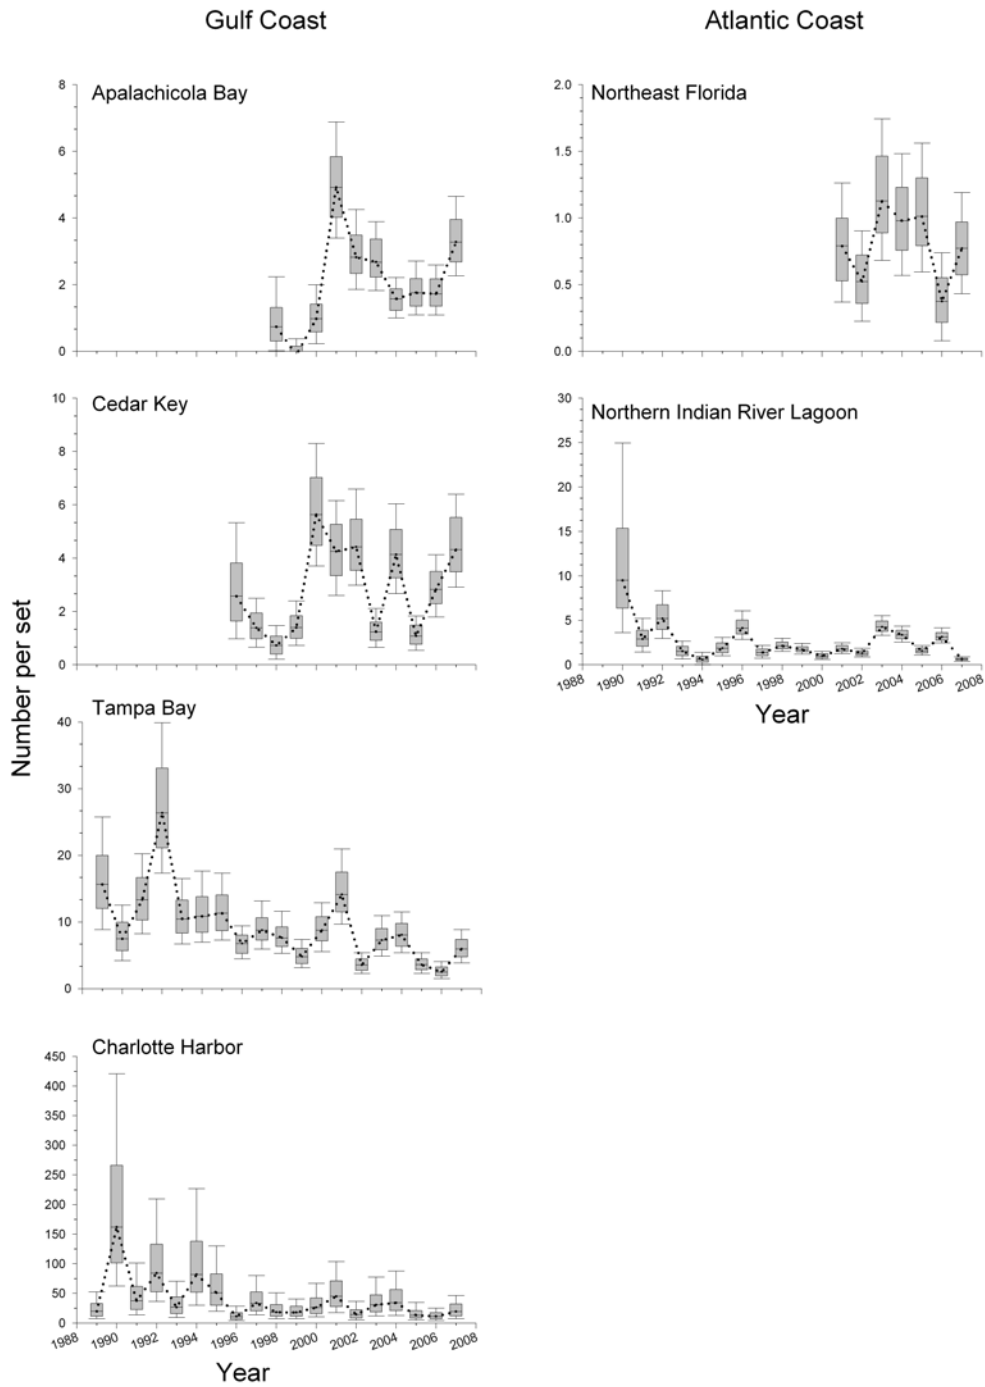 Gulf Coast
Atlantic Coast
Number per set
Apalachicola Bay
8
6
4
2
0
Northeast Florida
2.0
1.5
1.0
0.5
0.0
Cedar Key
10
8
6
4
2
0
Northern Indian River Lagoon
30
25
20
15
10
5
0
1988 1990 1992 1994 1996 1998 2000 2002 2004 2006 2008
Year
Tampa Bay
40
30
20
10
0
Charlotte Harbor
450
400
350
300
250
200
150
100
50
0
1988 1990 1992 1994 1996 1998 2000 2002 2004 2006 2008
Year